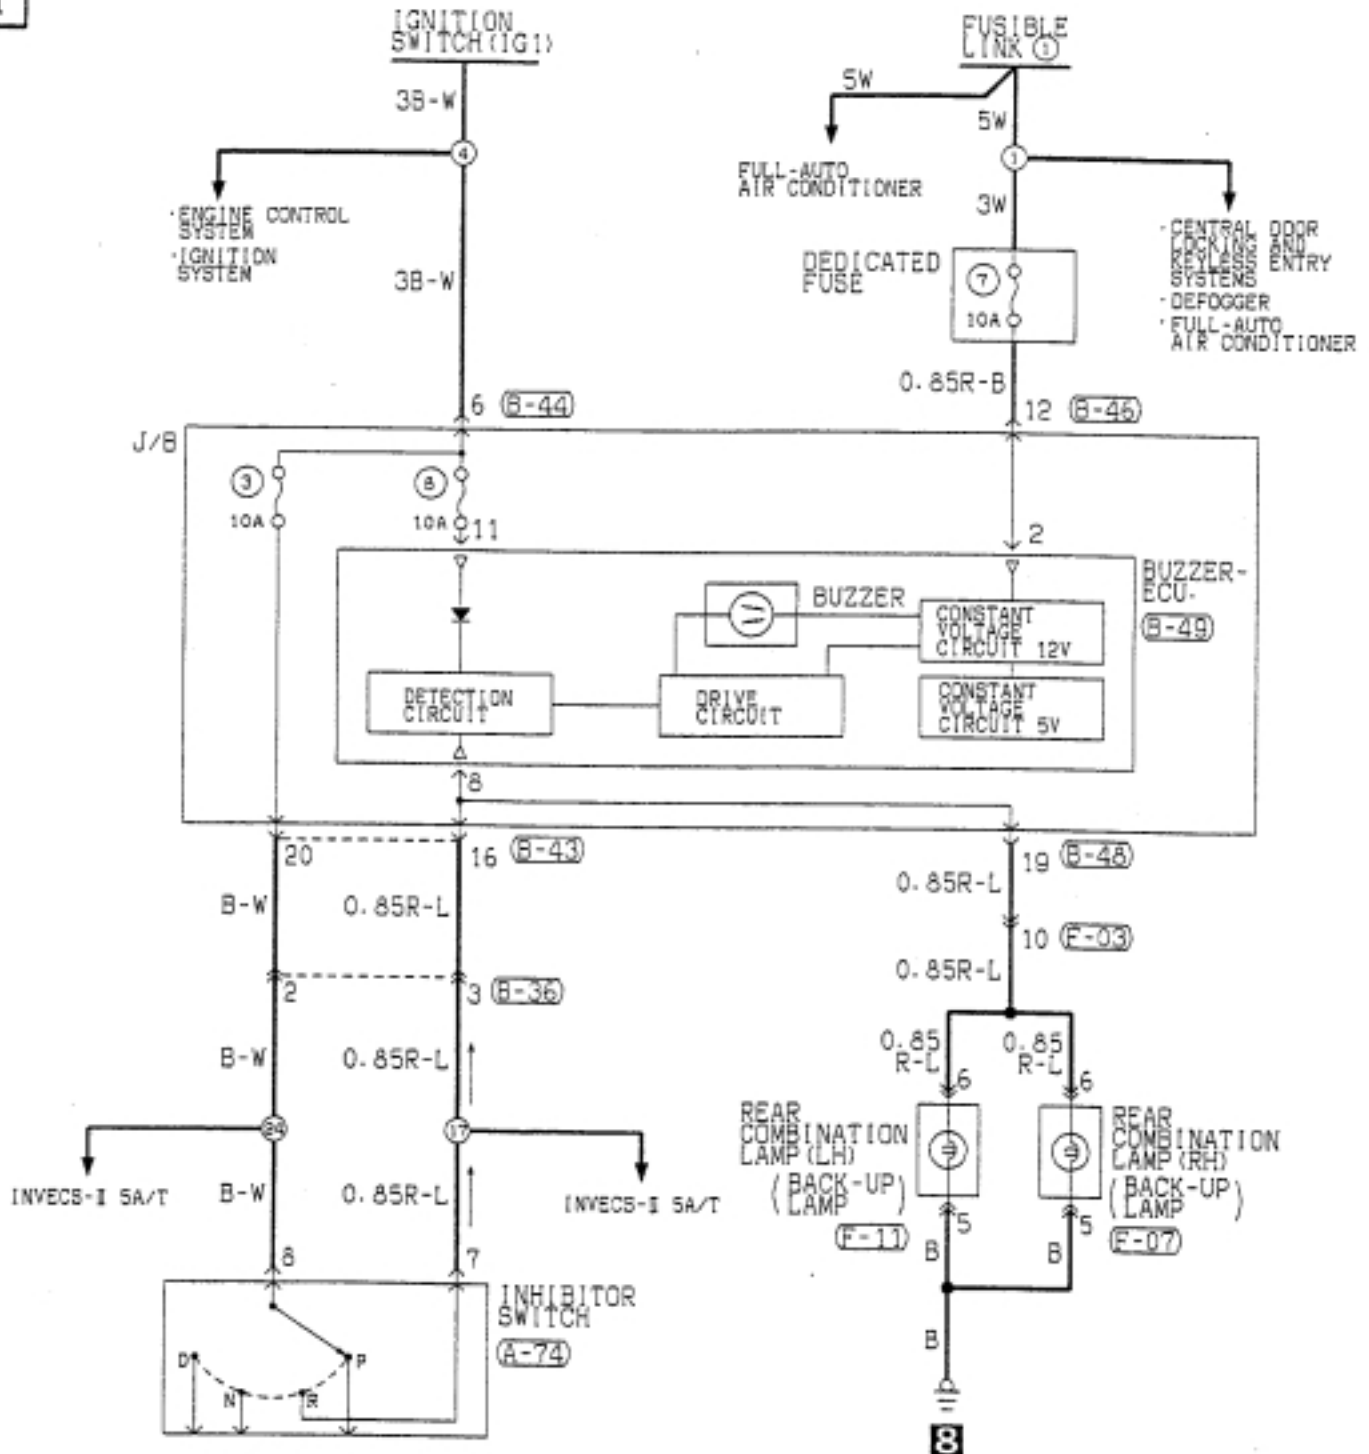 IGNITION
SWITCH(IG1)
FUSIBLE
LINK ①
3B-W
5W
5W
④
①
FULL-AUTO
AIR CONDITIONER
3W
·ENGINE CONTROL
SYSTEM
·IGNITION
SYSTEM
·CENTRAL DOOR
LOCKING AND
KEYLESS ENTRY
SYSTEMS
·DEFOGGER
·FULL-AUTO
AIR CONDITIONER
3B-W
DEDICATED
FUSE
⑦
10A
0.85R-B
6 B-44
12 B-46
J/B
③
10A
10A
11
2
BUZZER-
ECU·
B-49
BUZZER
CONSTANT
VOLTAGE
CIRCUIT 12V
DETECTION
CIRCUIT
DRIVE
CIRCUIT
CONSTANT
VOLTAGE
CIRCUIT 5V
8
20
16 B-43
19 B-48
B-W
0.85R-L
0.85R-L
10 F-03
0.85R-L
2
3 B-36
B-W
0.85R-L
0.85
R-L
0.85
R-L
6
6
24
17
REAR
COMBINATION
LAMP(LH)
(BACK-UP
LAMP)
F-11
REAR
COMBINATION
LAMP(RH)
(BACK-UP
LAMP)
F-07
INVECS-Ⅱ 5A/T
B-W
0.85R-L
INVECS-Ⅱ 5A/T
5
5
B
B
8
7
INHIBITOR
SWITCH
A-74
D
P
N
R
B
8